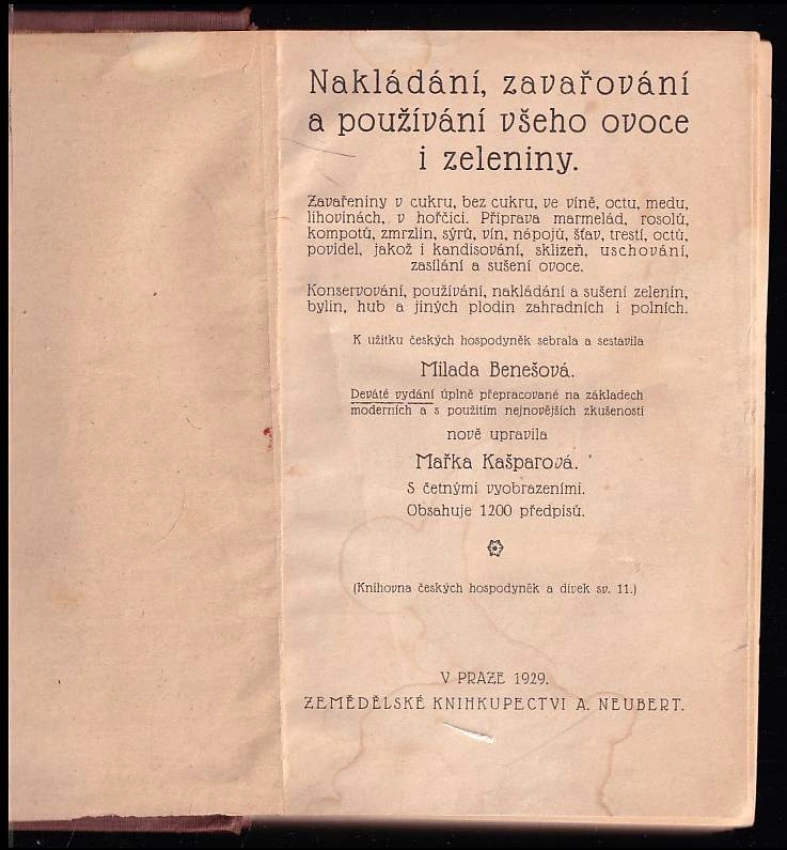 Nakládání, zavařování
a používání všeho ovoce
i zeleniny.
Zavařeniny v cukru, bez cukru, ve víně, octu, medu,
lihovinách, v hořčici. Příprava marmelád, rosolů,
kompotů, zmrzlin, sýrů, vín, nápojů, šťav, trestí, octů,
povidel, jakož i kandisování, sklizeň, uschování,
zasílání a sušení ovoce.
Konservování, používání, nakládání a sušení zelenin,
bylin, hub a jiných plodin zahradních i polních.
K užitku českých hospodyněk sebrala a sestavila
Milada Benešová.
Deváté vydání úplně přepracované na základech
moderních a s použitím nejnovějších zkušeností
nově upravila
Mařka Kašparová.
S četnými vyobrazeními.
Obsahuje 1200 předpisů.
(Knihovna českých hospodyněk a dívek sv. 11.)
V PRAZE 1929.
ZEMĚDĚLSKÉ KNIHKUPECTVI A. NEUBERT.